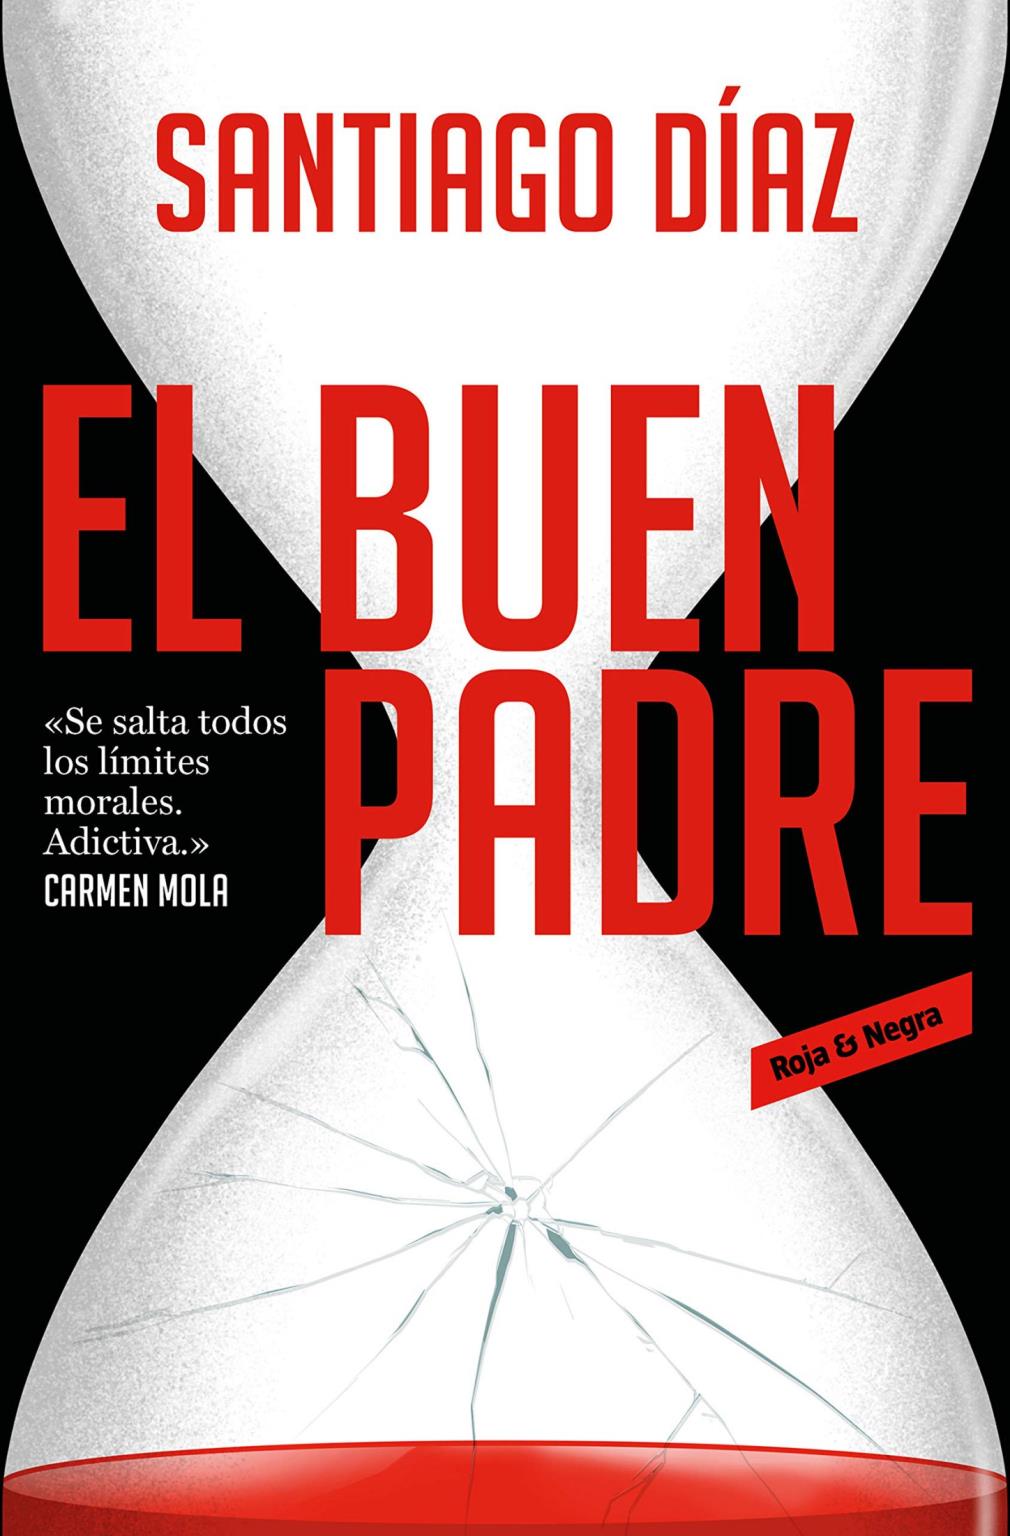 SANTIAGO DÍAZ
EL BUEN
PADRE
«Se salta todos
los límites
morales.
Adictiva.»
CARMEN MOLA
Roja & Negra